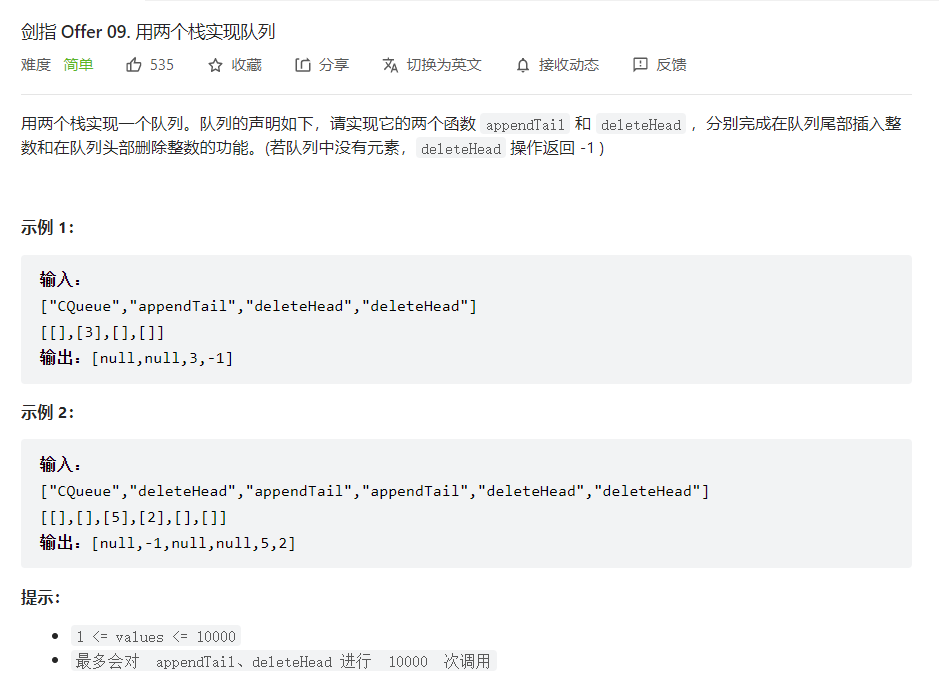 剑指 Offer 09. 用两个栈实现队列
难度 简单 535 收藏 分享 切换为英文 接收动态 反馈
用两个栈实现一个队列。队列的声明如下，请实现它的两个函数 appendTail 和 deleteHead ，分别完成在队列尾部插入整
数和在队列头部删除整数的功能。(若队列中没有元素，deleteHead 操作返回 -1 )
示例 1：
输入：
["CQueue","appendTail","deleteHead","deleteHead"]
[[],[3],[],[]]
输出：[null,null,3,-1]
示例 2：
输入：
["CQueue","deleteHead","appendTail","appendTail","deleteHead","deleteHead"]
[[],[],[5],[2],[],[]]
输出：[null,-1,null,null,5,2]
提示：
• 1 <= values <= 10000
• 最多会对 appendTail、deleteHead 进行 10000 次调用